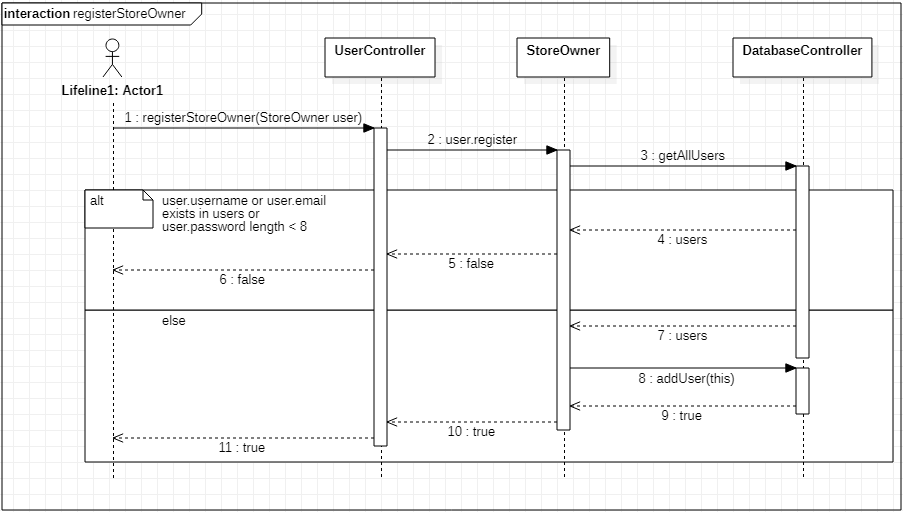 interaction registerStoreOwner
UserController
StoreOwner
DatabaseController
Lifeline1: Actor1
1 : registerStoreOwner(StoreOwner user)
2 : user.register
3 : getAllUsers
alt
user.username or user.email
exists in users or
user.password length < 8
4 : users
5 : false
6 : false
else
7 : users
8 : addUser(this)
9 : true
10 : true
11 : true